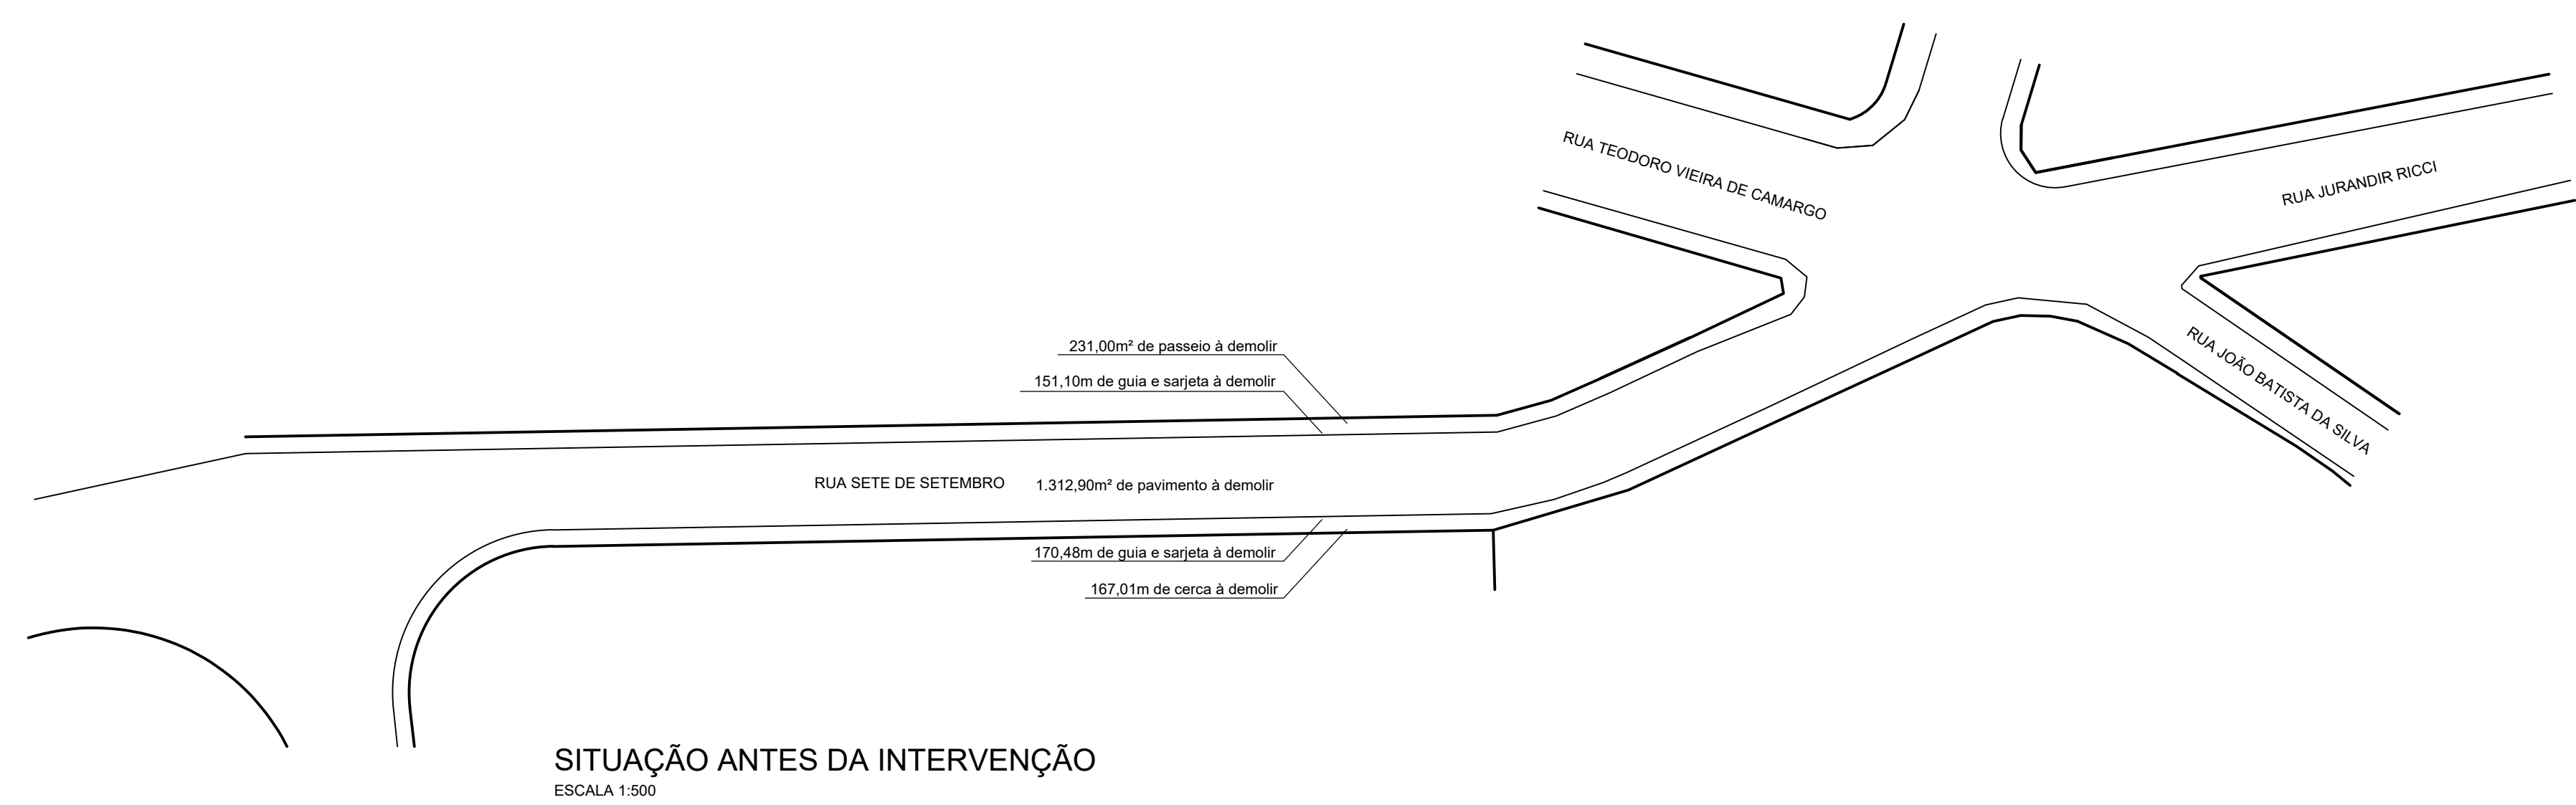 RUA TEODORO VIEIRA DE CAMARGO
RUA JURANDIR RICCI
RUA JOÃO BATISTA DA SILVA
231,00m² de passeio à demolir
151,10m de guia e sarjeta à demolir
RUA SETE DE SETEMBRO
1.312,90m² de pavimento à demolir
170,48m de guia e sarjeta à demolir
167,01m de cerca à demolir
SITUAÇÃO ANTES DA INTERVENÇÃO
ESCALA 1:500